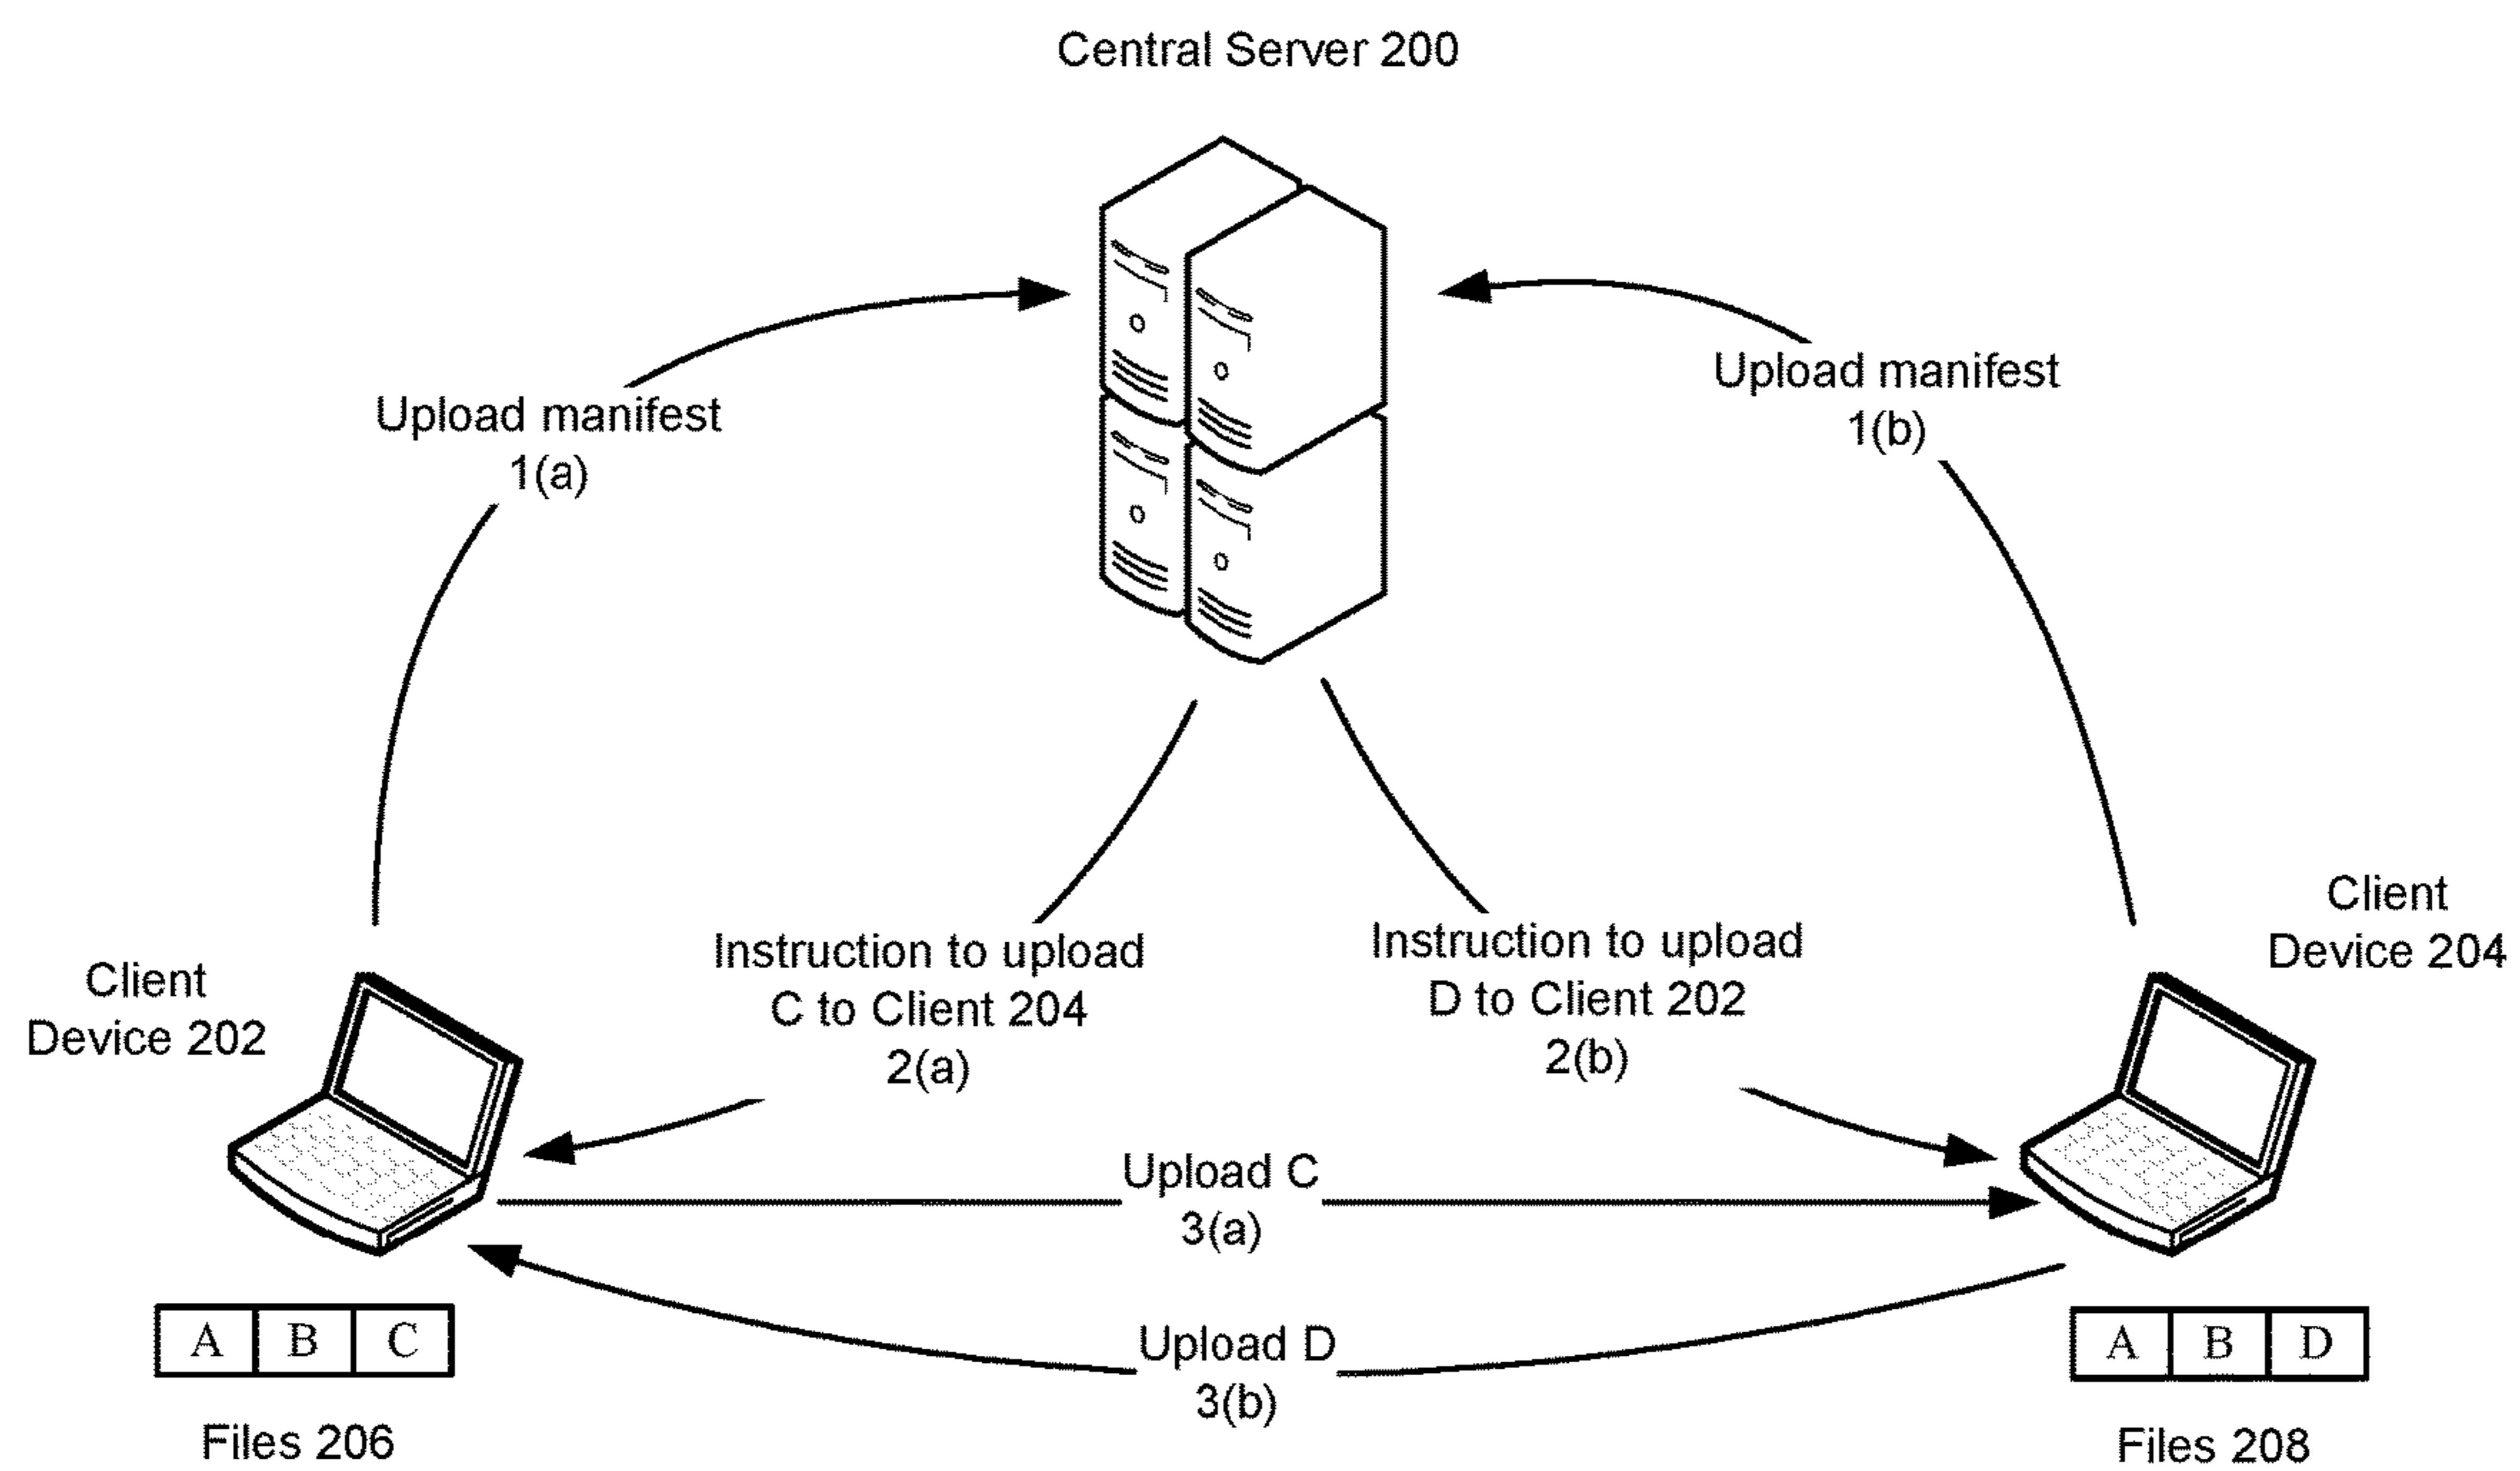 Central Server 200
Upload manifest
1(a)
Upload manifest
1(b)
Client
Device 202
Instruction to upload
C to Client 204
2(a)
Instruction to upload
D to Client 202
2(b)
Client
Device 204
Upload C
3(a)
Upload D
3(b)
A B C
Files 206
A B D
Files 208